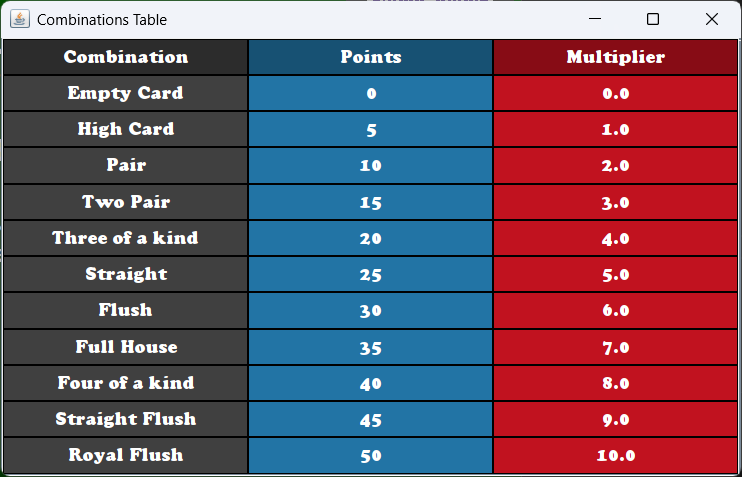 Combinations Table
Combination Points Multiplier
Empty Card 0 0.0
High Card 5 1.0
Pair 10 2.0
Two Pair 15 3.0
Three of a kind 20 4.0
Straight 25 5.0
Flush 30 6.0
Full House 35 7.0
Four of a kind 40 8.0
Straight Flush 45 9.0
Royal Flush 50 10.0